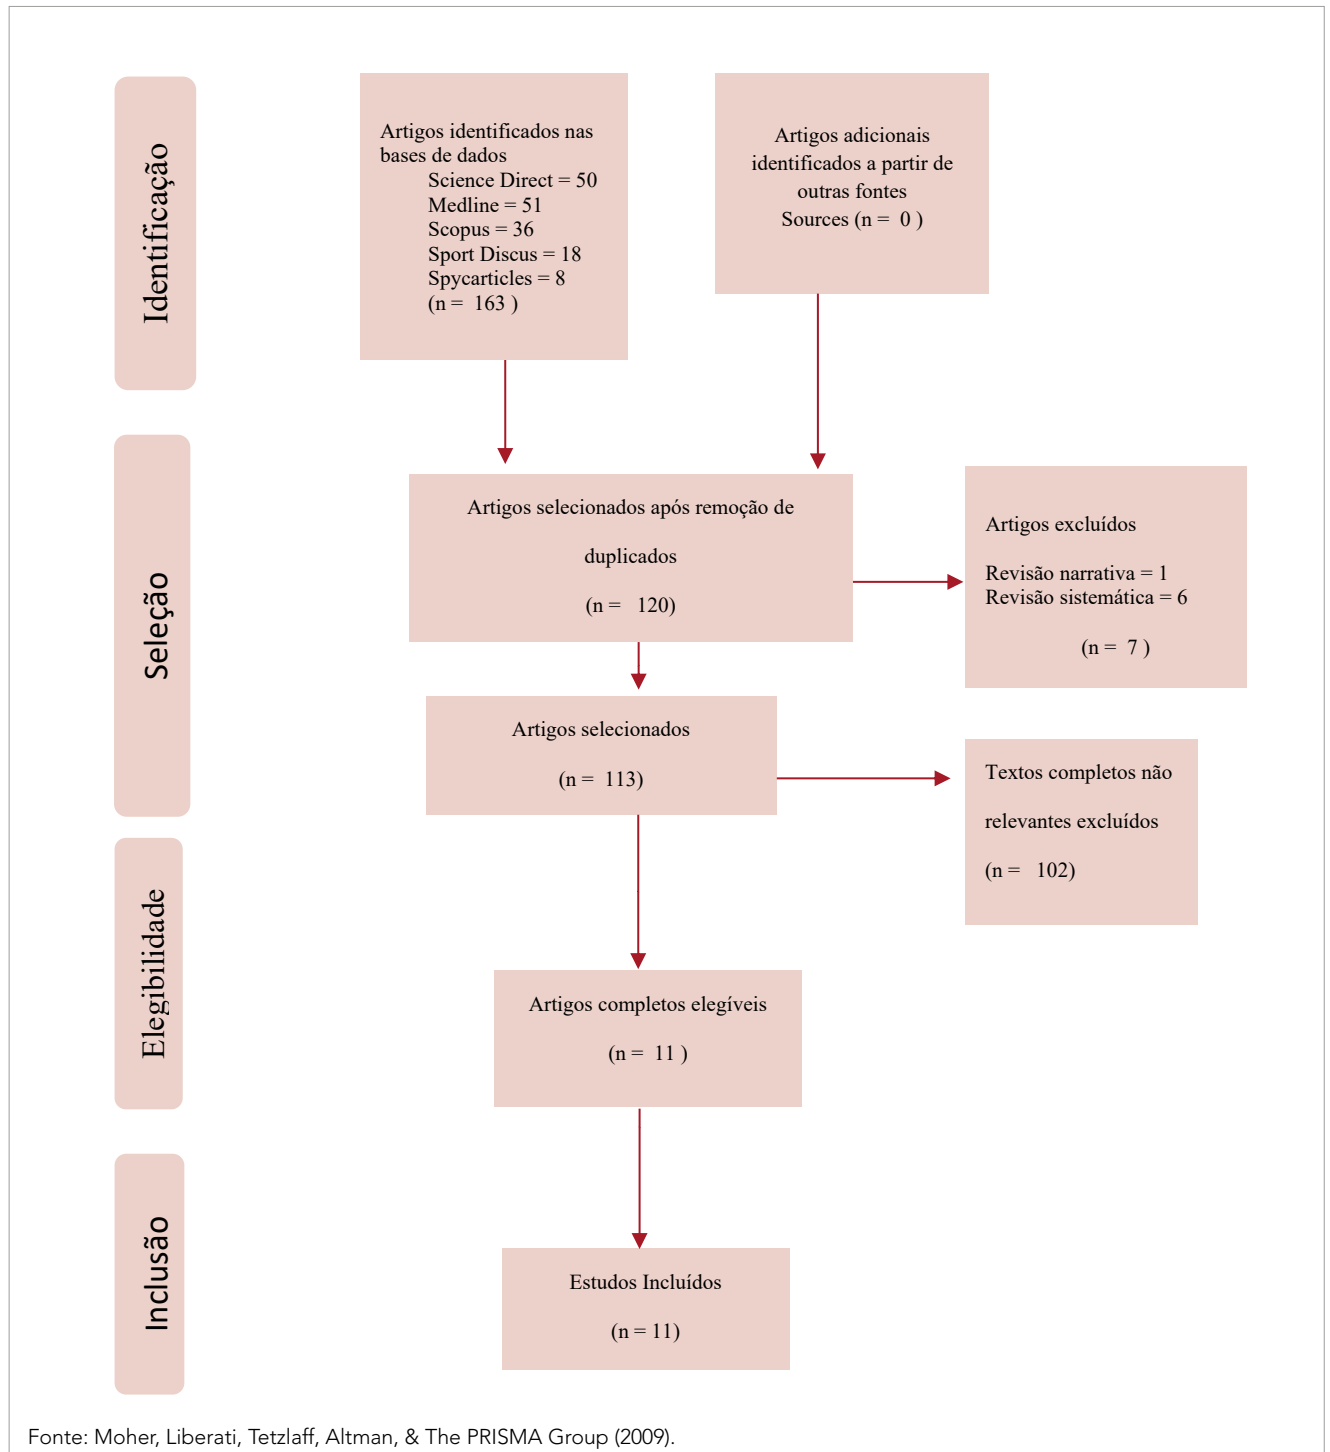 Identificação
Artigos identificados nas
bases de dados
Science Direct = 50
Medline = 51
Scopus = 36
Sport Discus = 18
Spycarticles = 8
(n = 163 )
Artigos adicionais
identificados a partir de
outras fontes
Sources (n = 0 )
Seleção
Artigos selecionados após remoção de
duplicados
(n = 120)
Artigos excluídos
Revisão narrativa = 1
Revisão sistemática = 6
(n = 7 )
Artigos selecionados
(n = 113)
Textos completos não
relevantes excluídos
(n = 102)
Elegibilidade
Artigos completos elegíveis
(n = 11 )
Inclusão
Estudos Incluídos
(n = 11)
Fonte: Moher, Liberati, Tetzlaff, Altman, & The PRISMA Group (2009).